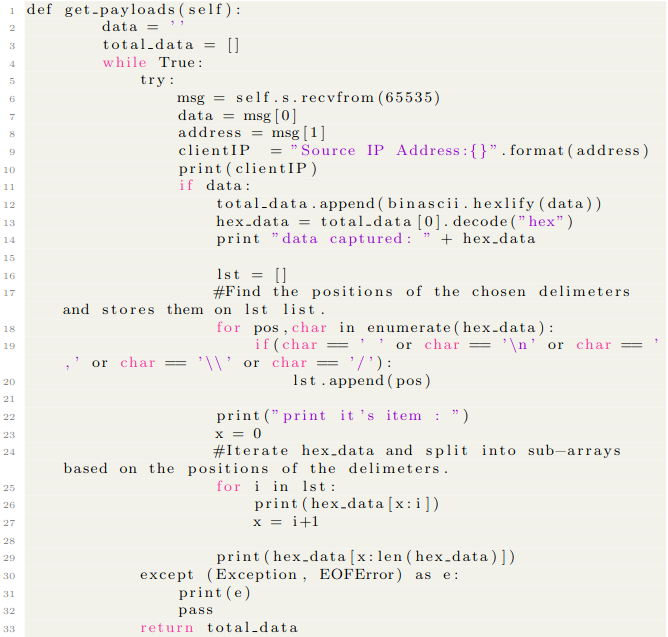 1 def get_payloads(self):
2 data = ''
3 total_data = []
4 while True:
5 try:
6 msg = self.s.recvfrom(65535)
7 data = msg[0]
8 address = msg[1]
9 clientIP = "Source IP Address:{}".format(address)
10 print(clientIP)
11 if data:
12 total_data.append(binascii.hexlify(data))
13 hex_data = total_data[0].decode("hex")
14 print "data captured: " + hex_data
15
16 lst = []
17 #Find the positions of the chosen delimeters
and stores them on lst list.
18 for pos,char in enumerate(hex_data):
19 if(char == ' ' or char == '\n' or char == '
,' or char == '\\' or char == '/'):
20 lst.append(pos)
21
22 print("print it's item : ")
23 x = 0
24 #Iterate hex_data and split into sub-arrays
based on the positions of the delimeters.
25 for i in lst:
26 print(hex_data[x:i])
27 x = i+1
28
29 print(hex_data[x:len(hex_data)])
30 except (Exception, EOFError) as e:
31 print(e)
32 pass
33 return total_data